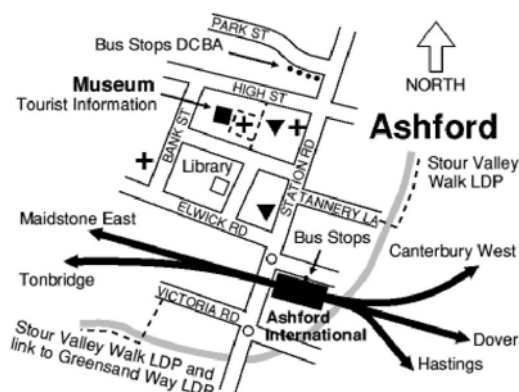 PARK ST
Bus Stops DCBA
NORTH
HIGH ST
Museum
Tourist Information
Ashford
BANK ST
Library
STATION RD
Stour Valley
Walk LDP
TANNERY LA
ELWICK RD
Maidstone East
Bus Stops
Canterbury West
Tonbridge
VICTORIA RD
Ashford
International
Stour Valley Walk LDP and
link to Greensand Way LDP
Dover
Hastings